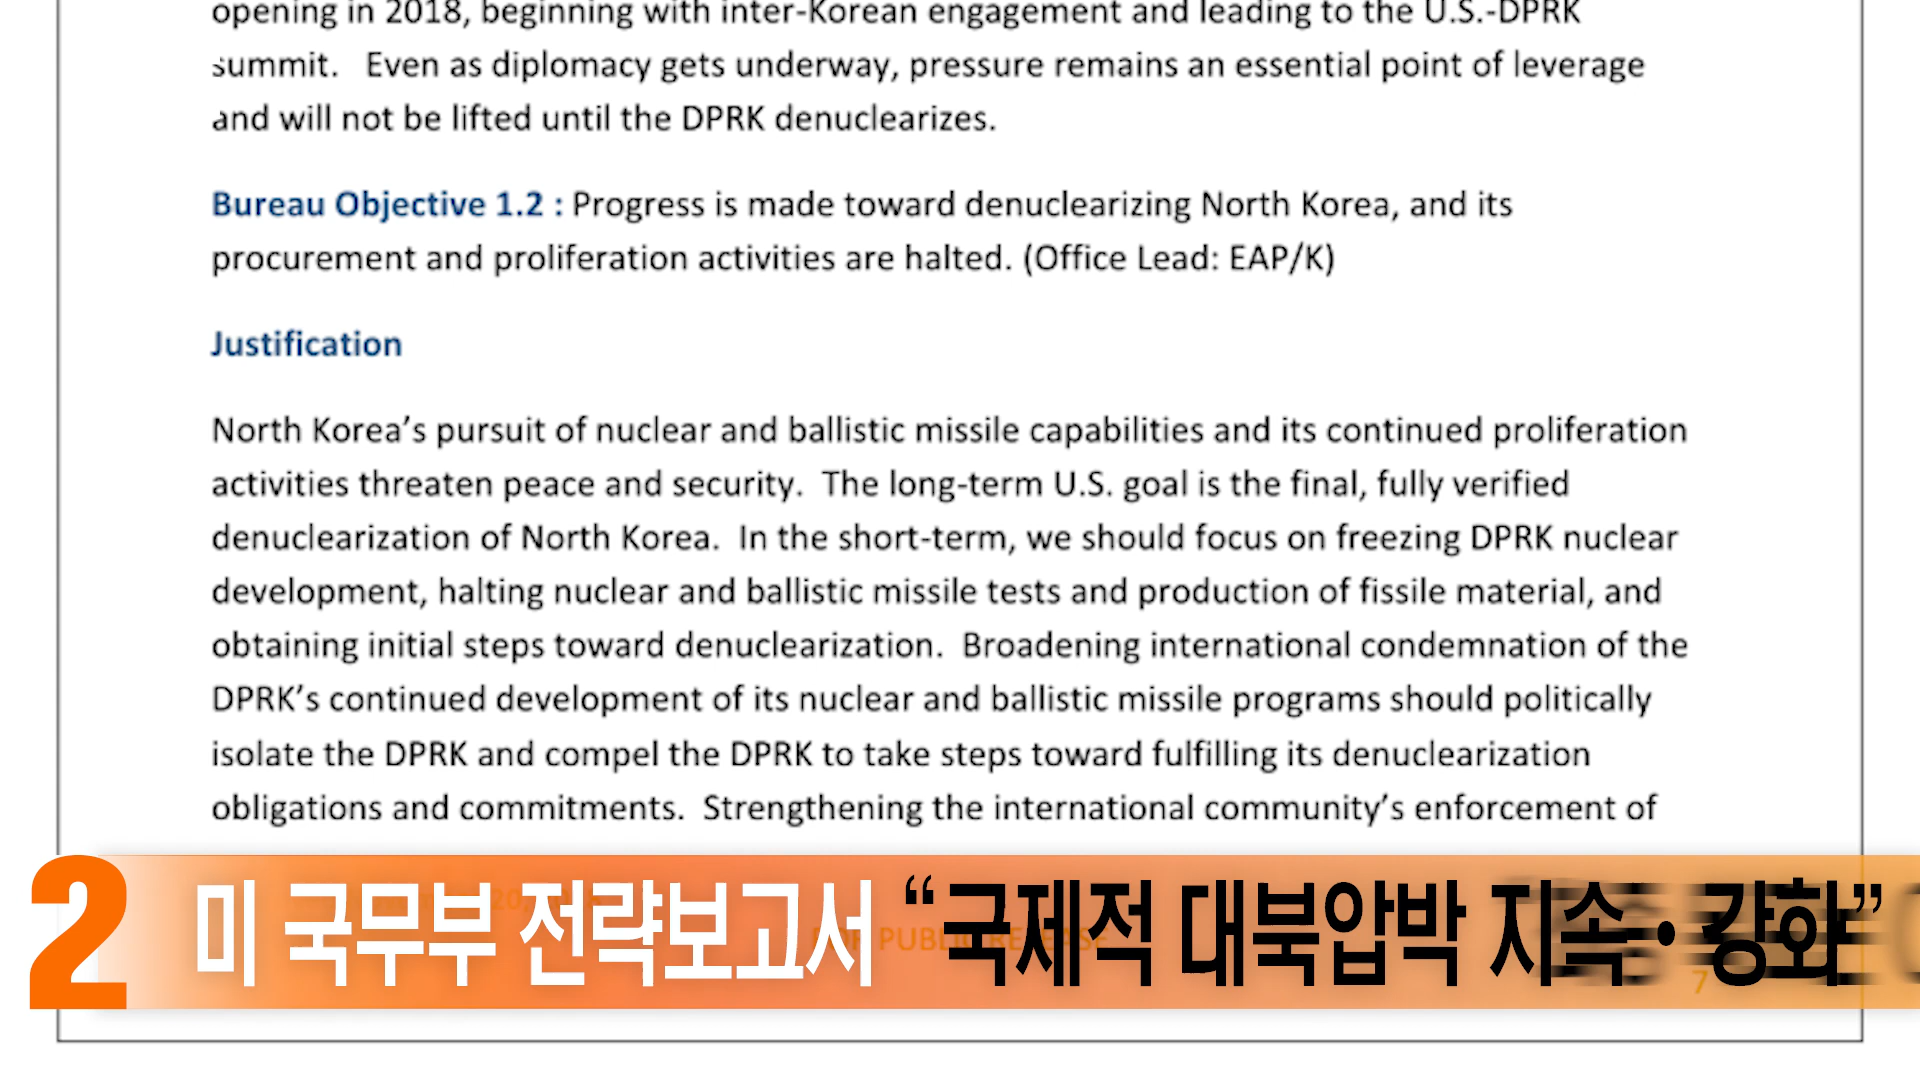 opening in 2018, beginning with inter-Korean engagement and leading to the U.S.-DPRK
summit.   Even as diplomacy gets underway, pressure remains an essential point of leverage
and will not be lifted until the DPRK denuclearizes.
Bureau Objective 1.2 : Progress is made toward denuclearizing North Korea, and its
procurement and proliferation activities are halted. (Office Lead: EAP/K)
Justification
North Korea’s pursuit of nuclear and ballistic missile capabilities and its continued proliferation
activities threaten peace and security.  The long-term U.S. goal is the final, fully verified
denuclearization of North Korea.  In the short-term, we should focus on freezing DPRK nuclear
development, halting nuclear and ballistic missile tests and production of fissile material, and
obtaining initial steps toward denuclearization.  Broadening international condemnation of the
DPRK’s continued development of its nuclear and ballistic missile programs should politically
isolate the DPRK and compel the DPRK to take steps toward fulfilling its denuclearization
obligations and commitments.  Strengthening the international community’s enforcement of
2 미 국무부 전략보고서 “국제적 대북압박 지속·강화”
PUBLIC RELEASE
7